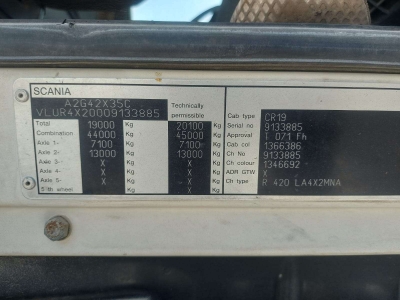 SCANIA
A2G42X35C
VLUR4X20009133885
Technically permissible
Total 19000 Kg 20100 Kg
Combination 44000 Kg 45000 Kg
Axle 1- 7100 Kg 7100 Kg
Axle 2- 13000 Kg 13000 Kg
Axle 3- X Kg X Kg
Axle 4- X Kg X Kg
Axle 5- X Kg X Kg
5:th wheel X Kg X Kg
Cab type CR19
Serial no 9133885
Approval 1 071 Fh
Cab col 1366386
Ch No 9133885
Ch colour 1346692
ADR GTW X
Ch type R 420 LA4X2MNA